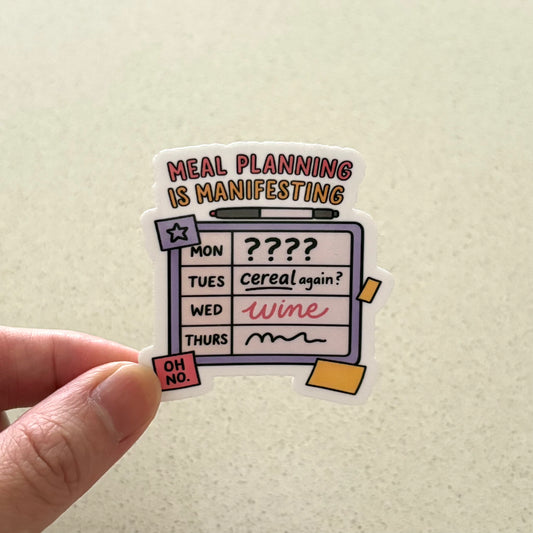 MEAL PLANNING
IS MANIFESTING
MON ????
TUES cereal again?
WED wine
THURS
OH
NO.